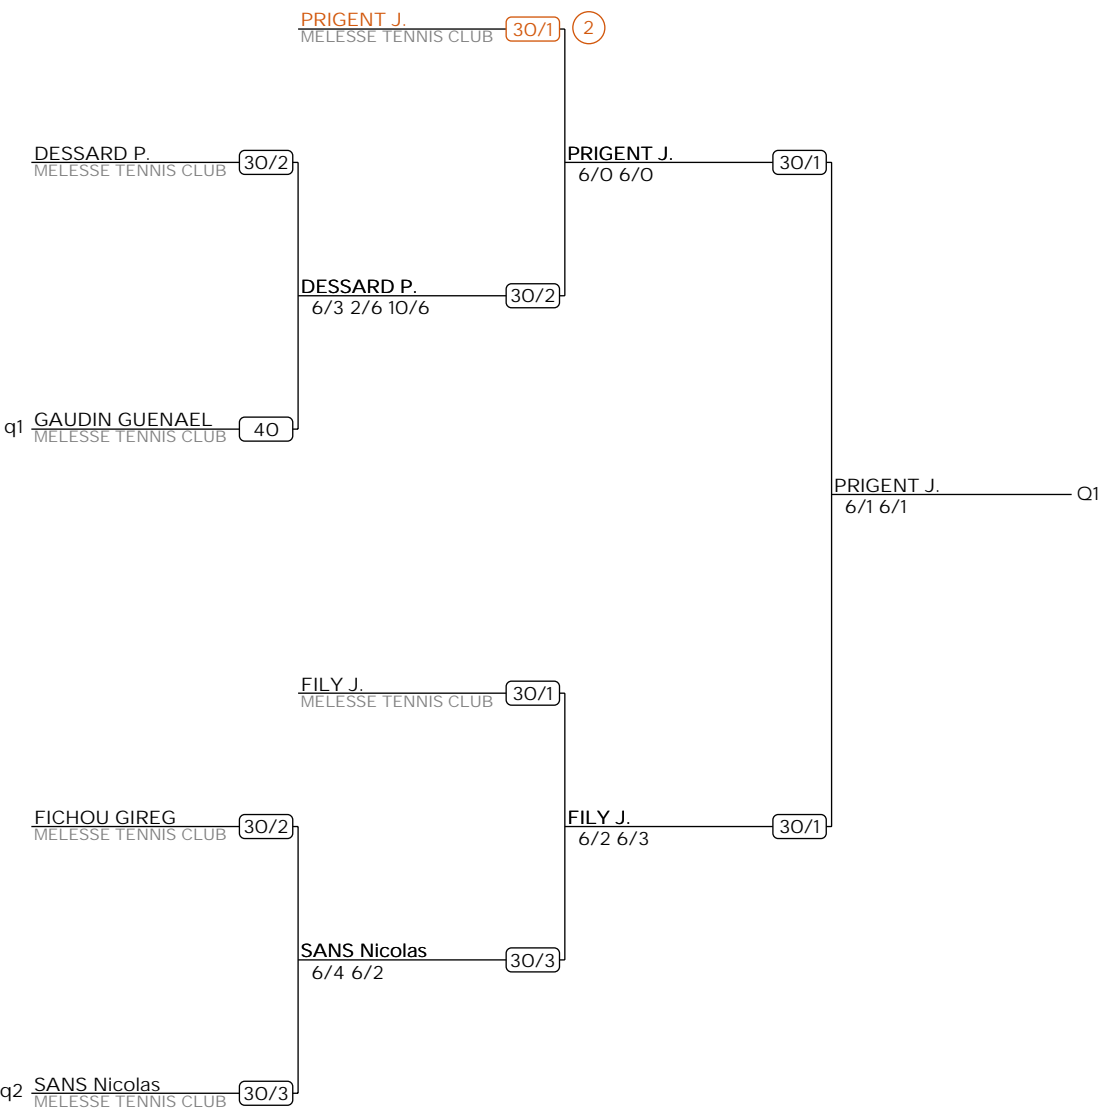 PRIGENT J.
MELESSE TENNIS CLUB 30/1 2
DESSARD P.
MELESSE TENNIS CLUB 30/2
PRIGENT J. 30/1
6/0 6/0
DESSARD P. 30/2
6/3 2/6 10/6
q1 GAUDIN GUENAEL
MELESSE TENNIS CLUB 40
PRIGENT J. Q1
6/1 6/1
FILY J.
MELESSE TENNIS CLUB 30/1
FICHOU GIREG
MELESSE TENNIS CLUB 30/2
FILY J. 30/1
6/2 6/3
SANS Nicolas 30/3
6/4 6/2
q2 SANS Nicolas
MELESSE TENNIS CLUB 30/3